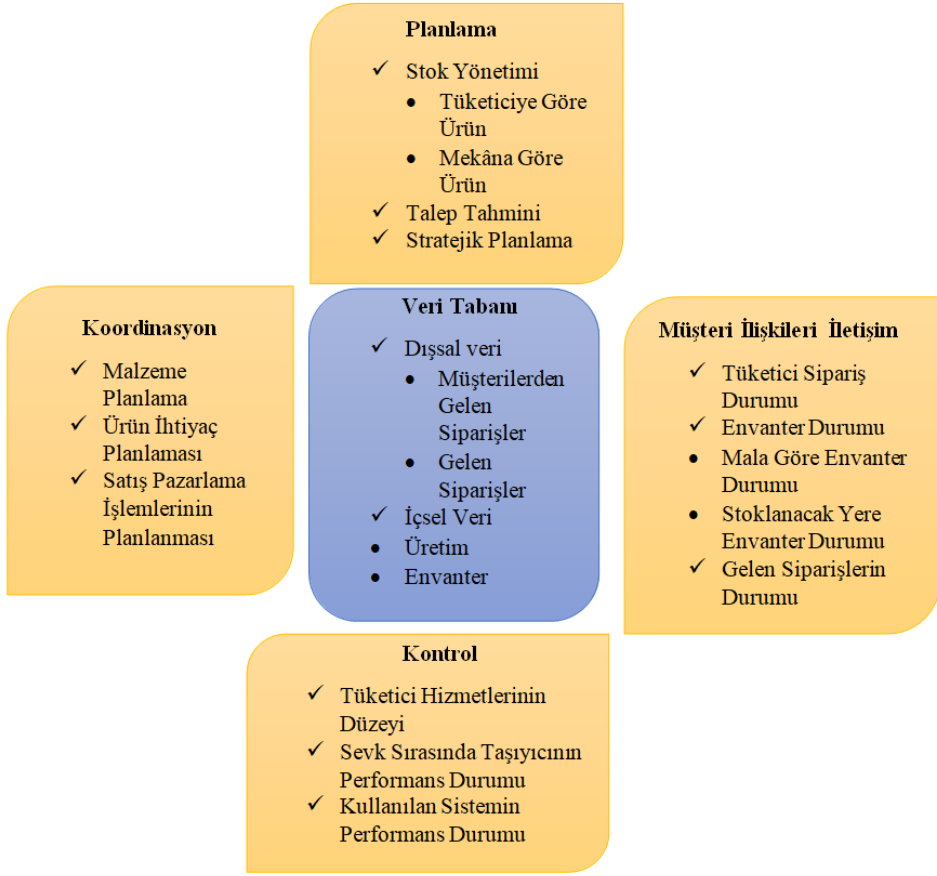 Planlama
✓ Stok Yönetimi
• Tüketiciye Göre
Ürün
• Mekâna Göre
Ürün
✓ Talep Tahmini
✓ Stratejik Planlama
Koordinasyon
✓ Malzeme
Planlama
✓ Ürün İhtiyaç
Planlaması
✓ Satış Pazarlama
İşlemlerinin
Planlanması
Veri Tabanı
✓ Dışsal veri
• Müşterilerden
Gelen
Siparişler
• Gelen
Siparişler
✓ İçsel Veri
• Üretim
• Envanter
Müşteri İlişkileri İletişim
✓ Tüketici Sipariş
Durumu
✓ Envanter Durumu
• Mala Göre Envanter
Durumu
• Stoklanacak Yere
Envanter Durumu
✓ Gelen Siparişlerin
Durumu
Kontrol
✓ Tüketici Hizmetlerinin
Düzeyi
✓ Sevk Sırasında Taşıyıcının
Performans Durumu
✓ Kullanılan Sistemin
Performans Durumu